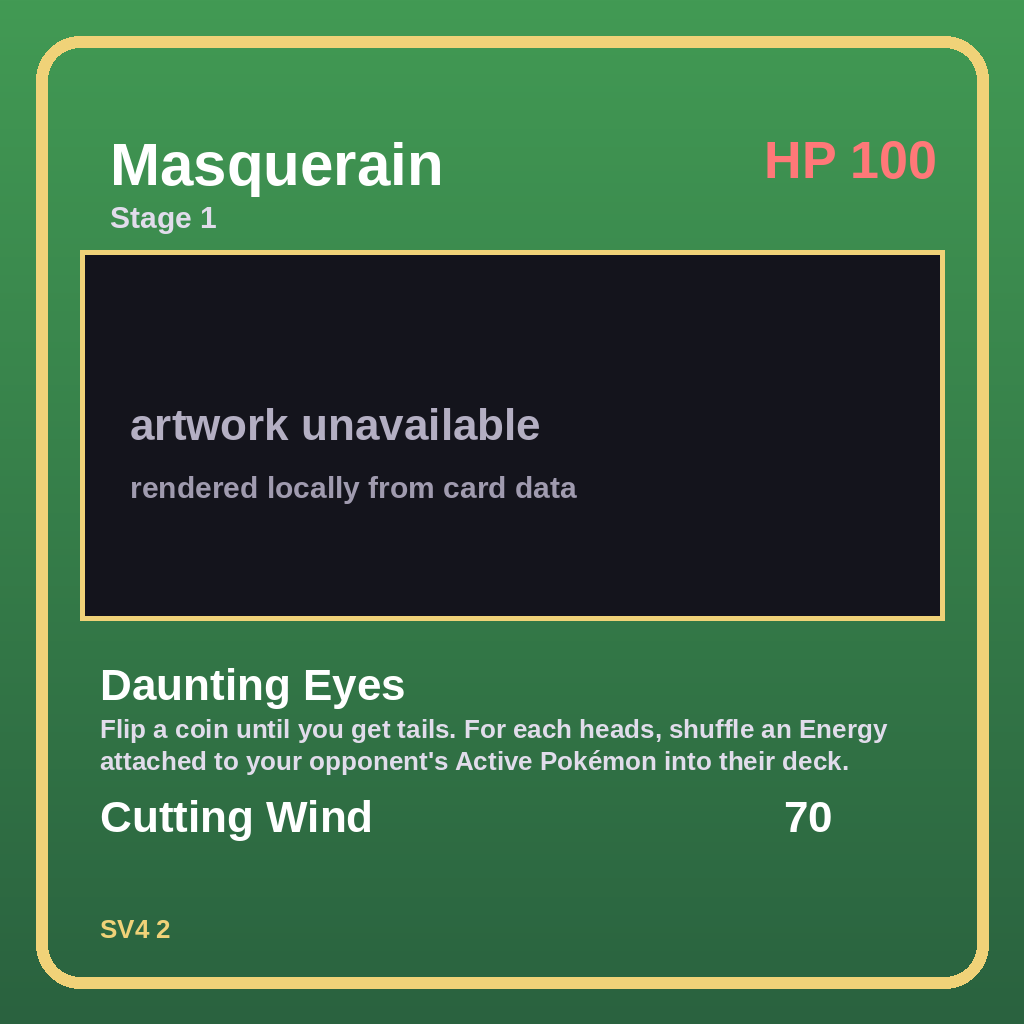 Masquerain
HP 100
Stage 1
artwork unavailable
rendered locally from card data
Daunting Eyes
Flip a coin until you get tails. For each heads, shuffle an Energy
attached to your opponent's Active Pokémon into their deck.
Cutting Wind 70
SV4 2